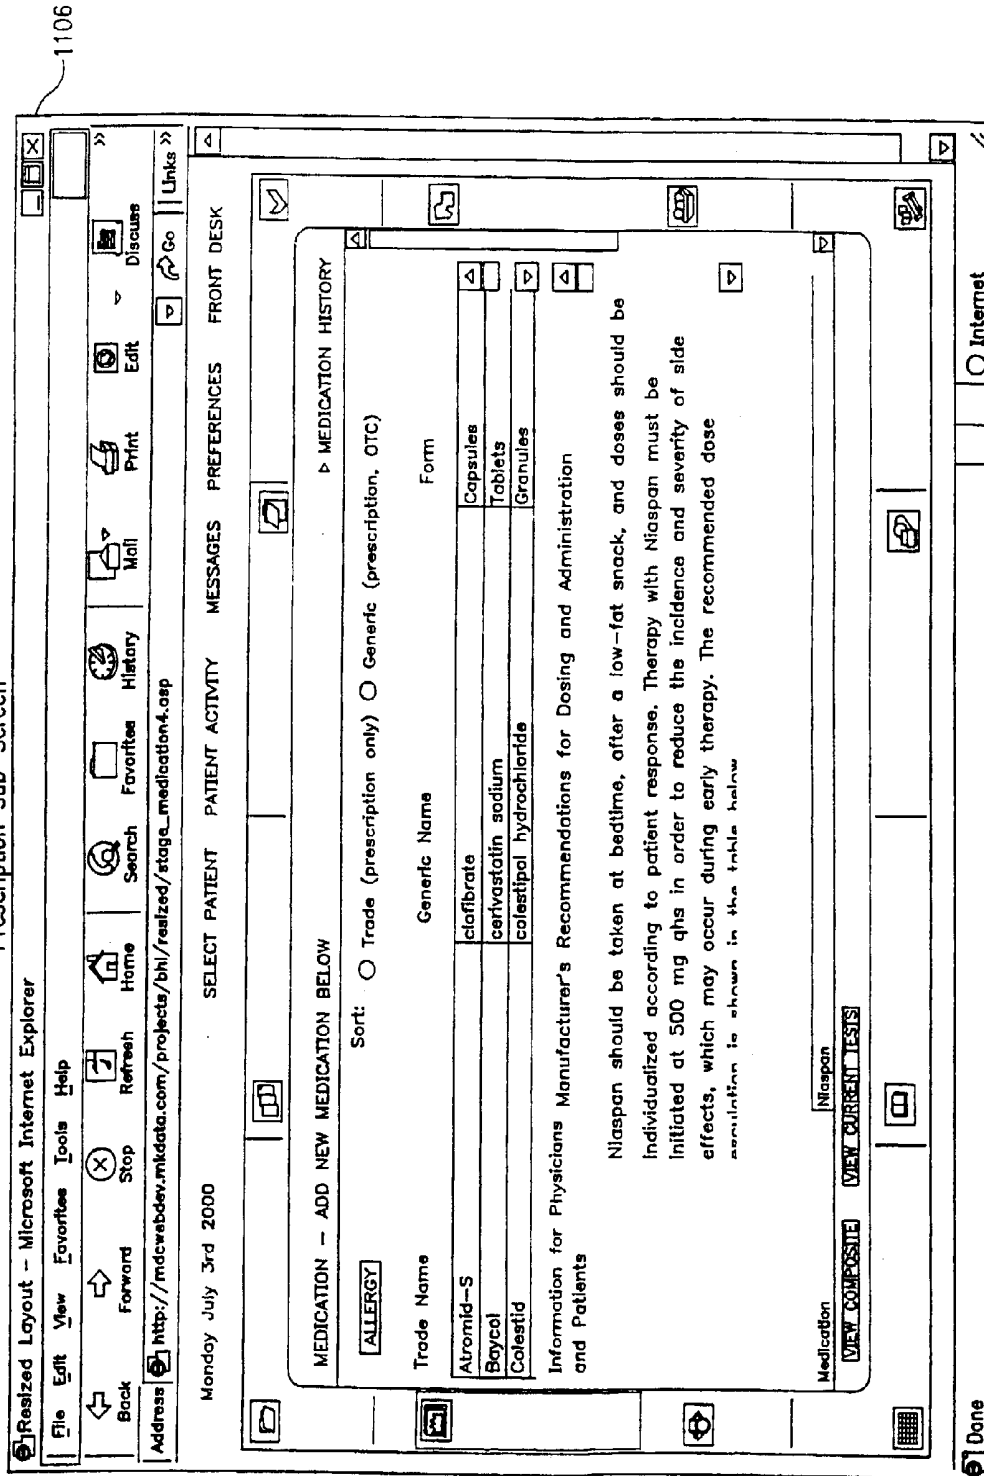 Prescription Sub Screen
1106
Resized Layout – Microsoft Internet Explorer
File Edit View Favorites Tools Help
Back Forward Stop Refresh Home Search Favorites History Mail Print Edit Discuss »
Address http://mdcwebdev.mkdata.com/projects/bhl/resized/stage_medication4.asp Go Links »
Monday July 3rd 2000 SELECT PATIENT PATIENT ACTIVITY MESSAGES PREFERENCES FRONT DESK
MEDICATION – ADD NEW MEDICATION BELOW MEDICATION HISTORY
ALLERGY Sort: Trade (prescription only) Generic (prescription, OTC)
Trade Name Generic Name Form
Atromid–S clofibrate Capsules
Baycol cerivastatin sodium Tablets
Colestid colestipol hydrochloride Granules
Information for Physicians Manufacturer's Recommendations for Dosing and Administration
and Patients
Niaspan should be taken at bedtime, after a low–fat snack, and doses should be
individualized according to patient response. Therapy with Niaspan must be
initiated at 500 mg qhs in order to reduce the incidence and severity of side
effects, which may occur during early therapy. The recommended dose
is shown in the table below
Medication Niaspan
VIEW COMPOSITE VIEW CURRENT TESTS
Done Internet